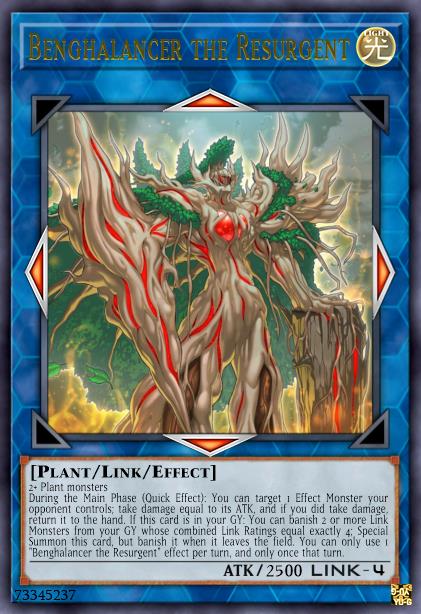 BENGHALANCER THE RESURGENT
LIGHT
光
[PLANT/LINK/EFFECT]
2+ Plant monsters
During the Main Phase (Quick Effect): You can target 1 Effect Monster your
opponent controls; take damage equal to its ATK, and if you did take damage,
return it to the hand. If this card is in your GY: You can banish 2 or more Link
Monsters from your GY whose combined Link Ratings equal exactly 4; Special
Summon this card, but banish it when it leaves the field. You can only use 1
"Benghalancer the Resurgent" effect per turn, and only once that turn.
ATK/2500 LINK-4
73345237